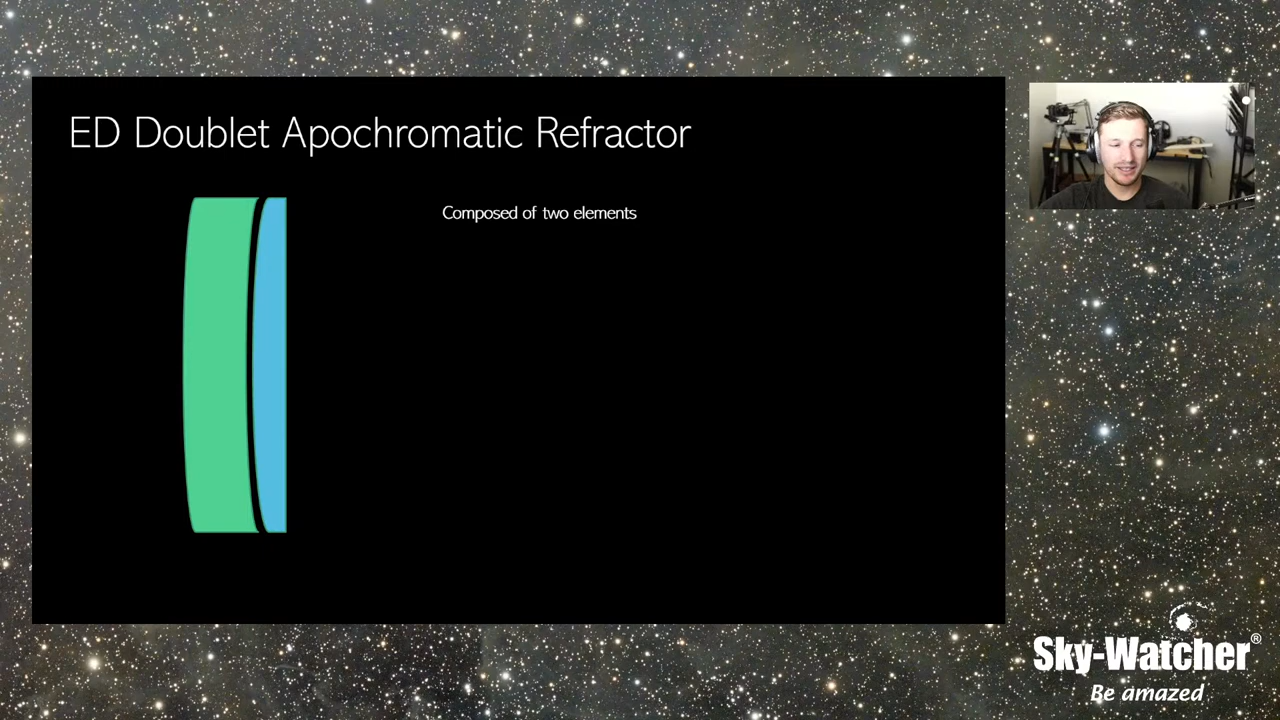 ED Doublet Apochromatic Refractor
Composed of two elements
Sky-Watcher®
Be amazed